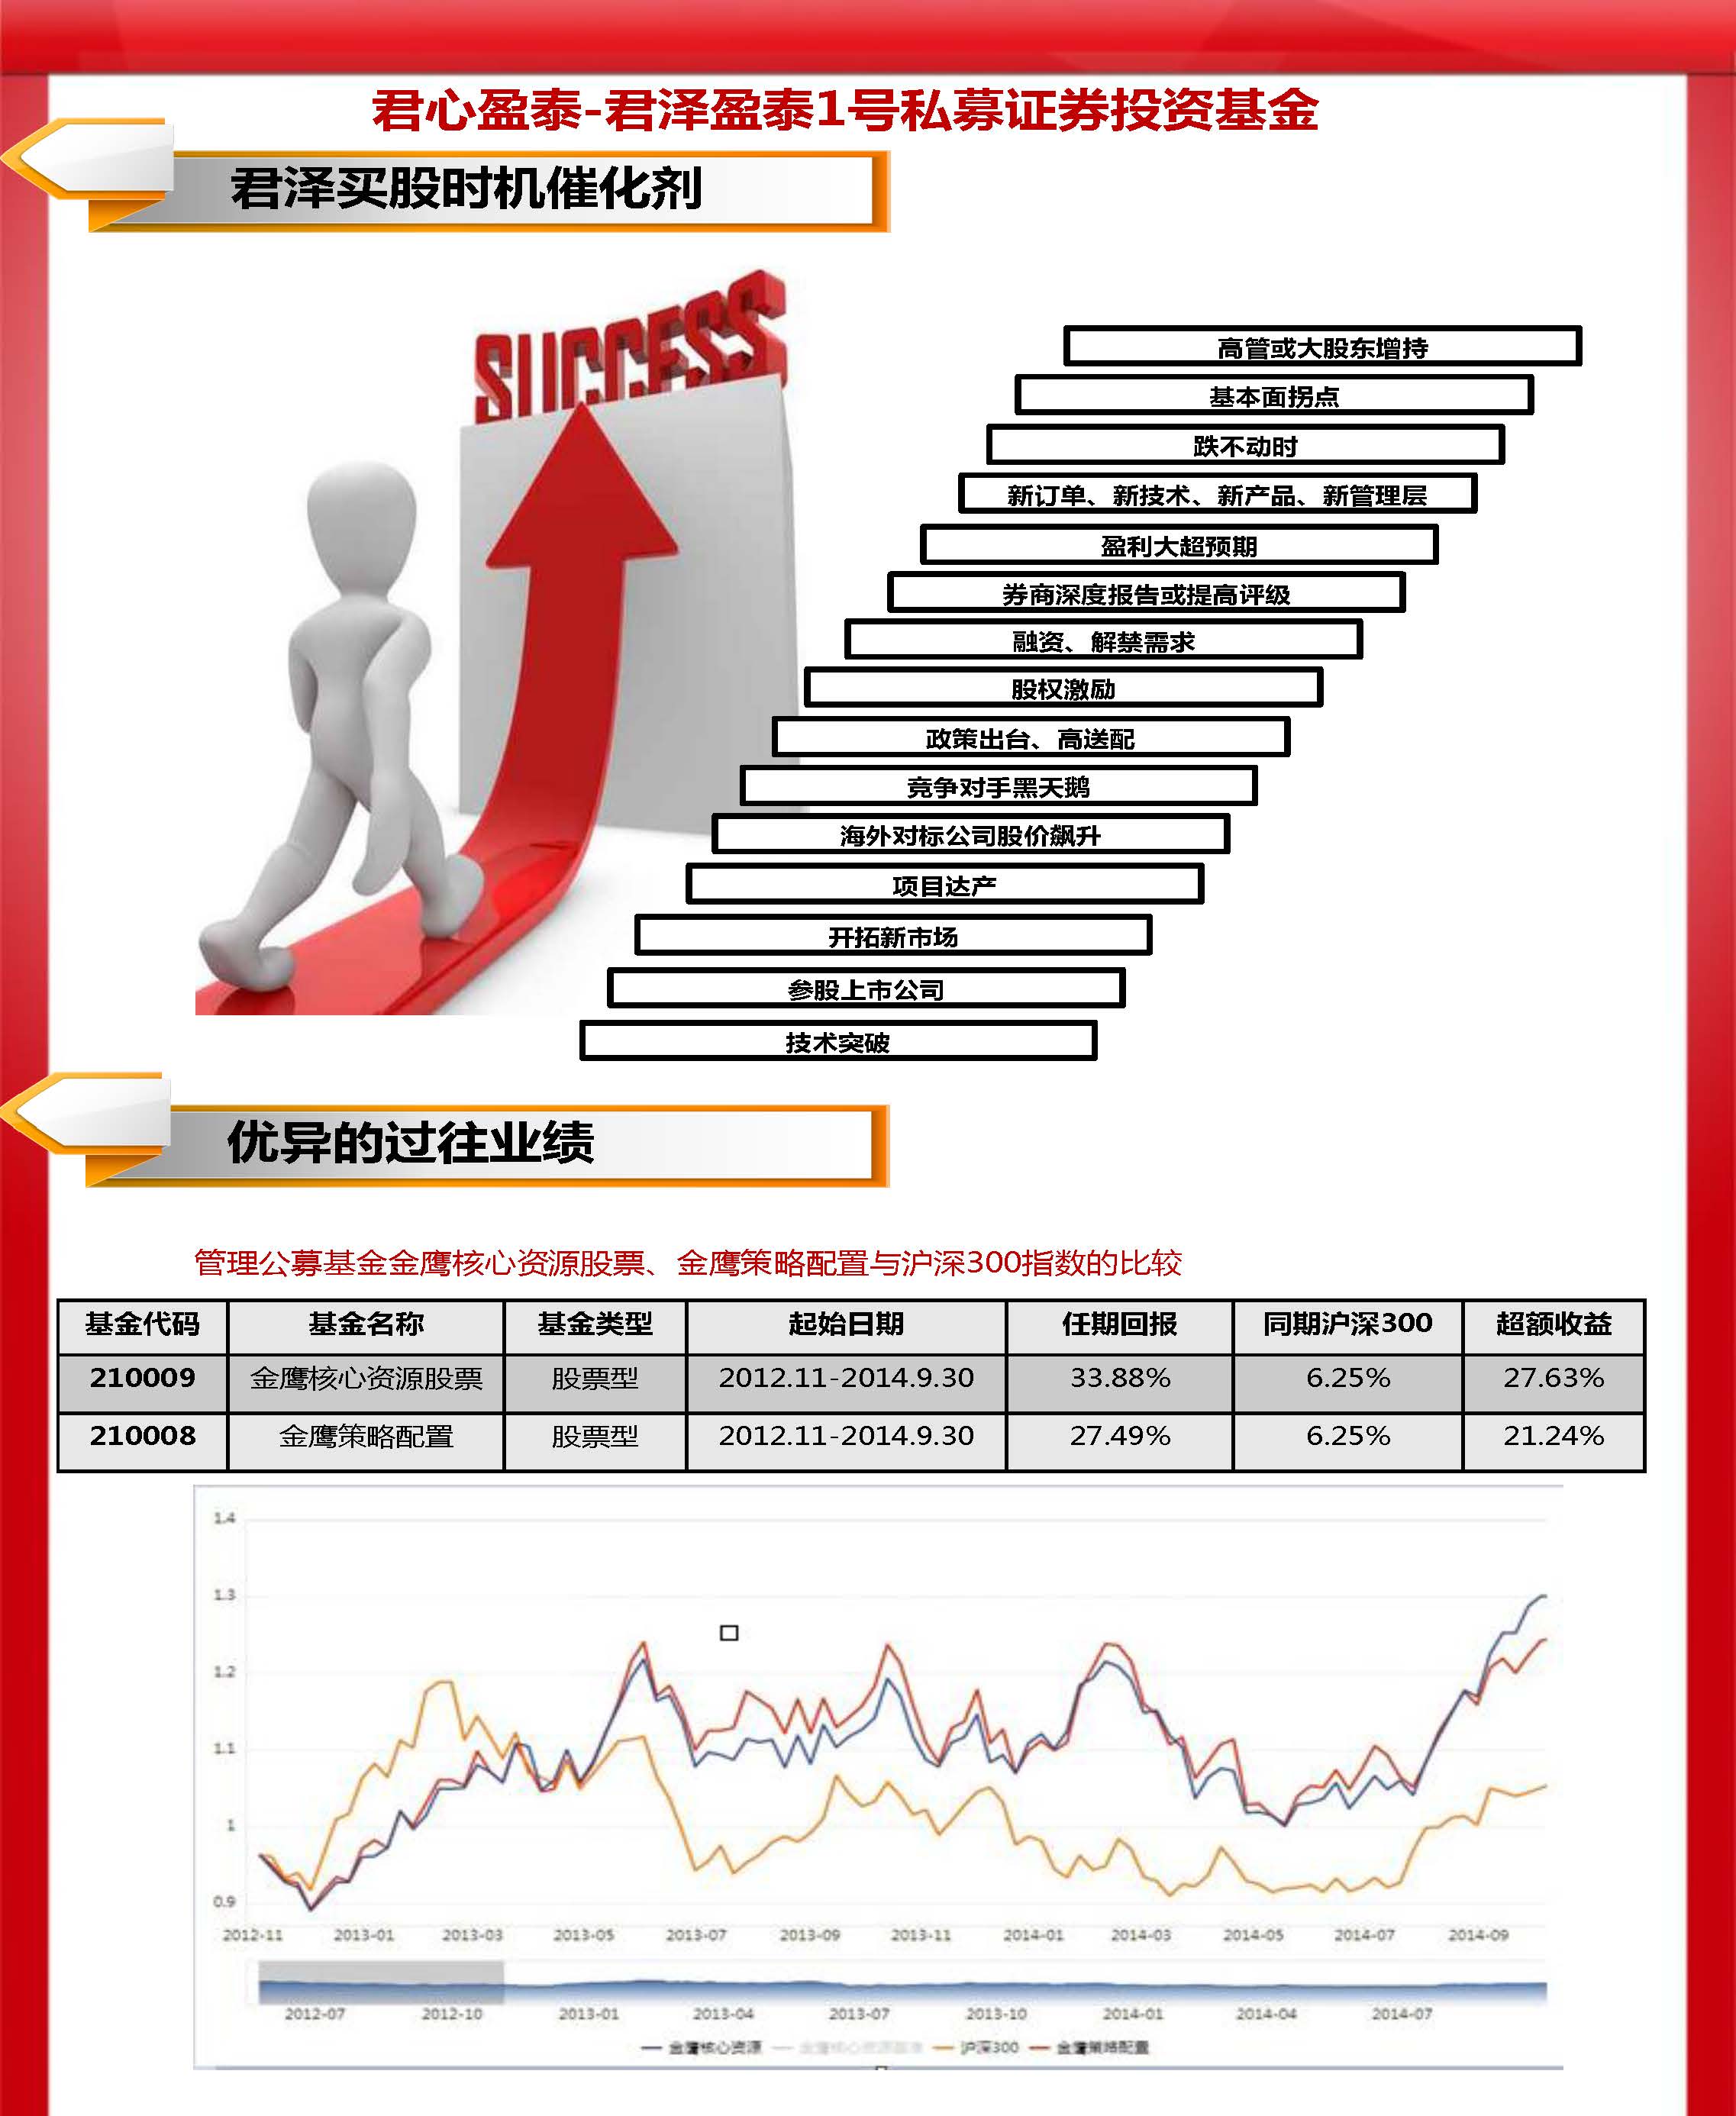 君心盈泰-君泽盈泰1号私募证券投资基金
君泽买股时机催化剂
SUCCESS
高管或大股东增持
基本面拐点
跌不动时
新订单、新技术、新产品、新管理层
盈利大超预期
券商深度报告或提高评级
融资、解禁需求
股权激励
政策出台、高送配
竞争对手黑天鹅
海外对标公司股价飙升
项目达产
开拓新市场
参股上市公司
技术突破
优异的过往业绩
管理公募基金金鹰核心资源股票、金鹰策略配置与沪深300指数的比较
基金代码 基金名称 基金类型 起始日期 任期回报 同期沪深300 超额收益
210009 金鹰核心资源股票 股票型 2012.11-2014.9.30 33.88% 6.25% 27.63%
210008 金鹰策略配置 股票型 2012.11-2014.9.30 27.49% 6.25% 21.24%
1.4
1.3
1.2
1.1
1
0.9
2012-11 2013-01 2013-03 2013-05 2013-07 2013-09 2013-11 2014-01 2014-03 2014-05 2014-07 2014-09
2012-07 2012-10 2013-01 2013-04 2013-07 2013-10 2014-01 2014-04 2014-07
金鹰核心资源 沪深300 金鹰策略配置